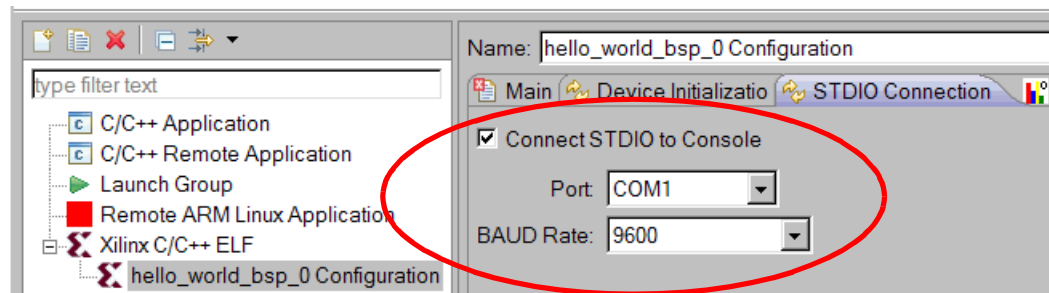 Name: hello_world_bsp_0 Configuration
type filter text
C/C++ Application
C/C++ Remote Application
Launch Group
Remote ARM Linux Application
Xilinx C/C++ ELF
hello_world_bsp_0 Configuration
Main Device Initializatio STDIO Connection
Connect STDIO to Console
Port: COM1
BAUD Rate: 9600